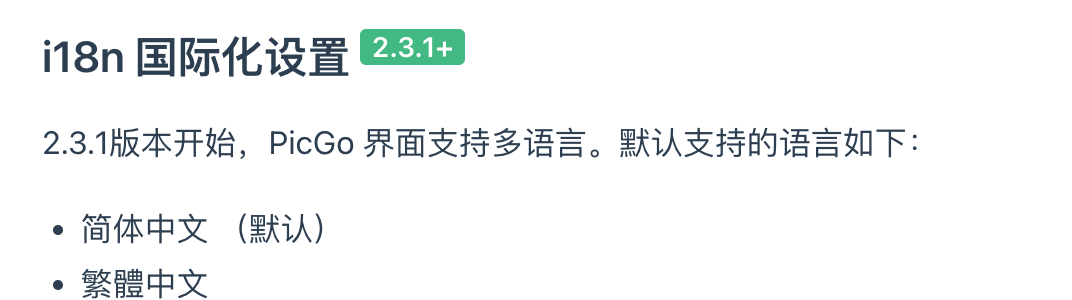 i18n 国际化设置 2.3.1+
2.3.1版本开始，PicGo 界面支持多语言。默认支持的语言如下：
• 简体中文 （默认）
• 繁體中文